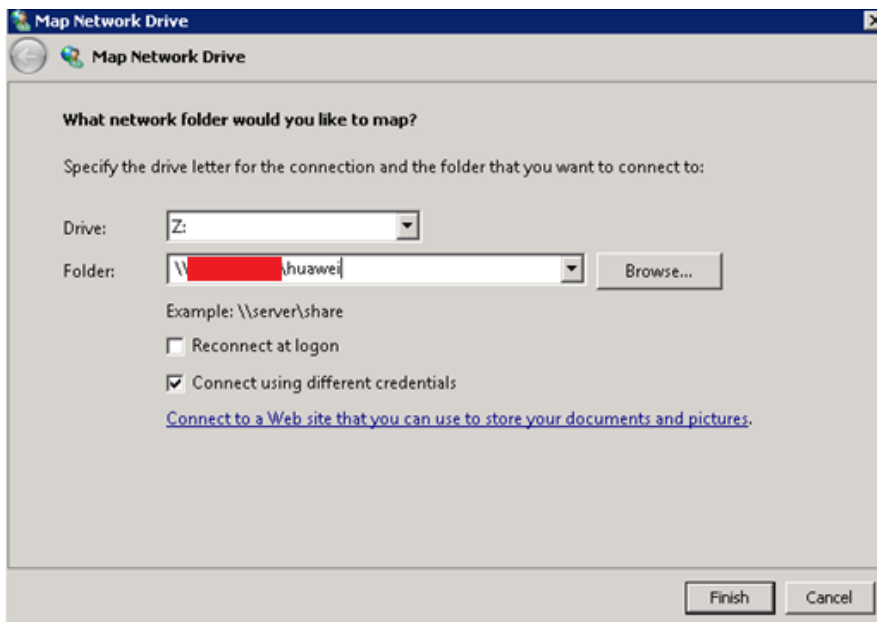 Map Network Drive
Map Network Drive
What network folder would you like to map?
Specify the drive letter for the connection and the folder that you want to connect to:
Drive: Z:
Folder: \\ \huawei Browse...
Example: \\server\share
Reconnect at logon
Connect using different credentials
Connect to a Web site that you can use to store your documents and pictures.
Finish Cancel